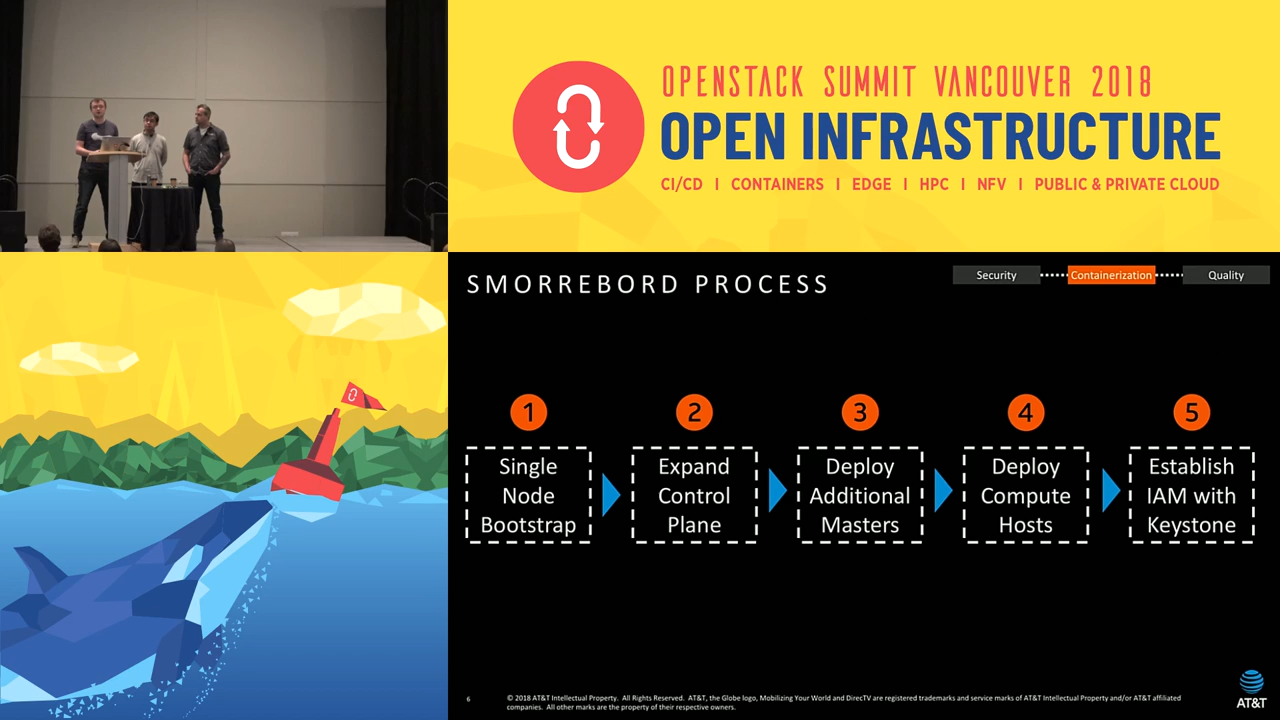 OPENSTACK SUMMIT VANCOUVER 2018
OPEN INFRASTRUCTURE
CI/CD | CONTAINERS | EDGE | HPC | NFV | PUBLIC & PRIVATE CLOUD
SMORREBORD PROCESS
Security
Containerization
Quality
1
Single
Node
Bootstrap
2
Expand
Control
Plane
3
Deploy
Additional
Masters
4
Deploy
Compute
Hosts
5
Establish
IAM with
Keystone
6
© 2018 AT&T Intellectual Property. All Rights Reserved. AT&T, the Globe logo, Mobilizing Your World and DirecTV are registered trademarks and service marks of AT&T Intellectual Property and/or AT&T affiliated
companies. All other marks are the property of their respective owners.
AT&T